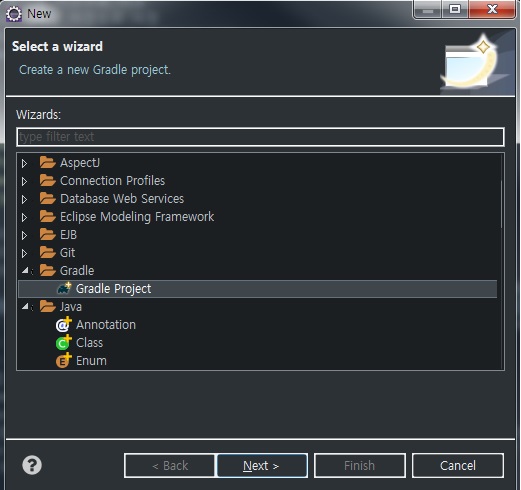 New
Select a wizard
Create a new Gradle project.
Wizards:
type filter text
AspectJ
Connection Profiles
Database Web Services
Eclipse Modeling Framework
EJB
Git
Gradle
Gradle Project
Java
Annotation
Class
Enum
< Back Next > Finish Cancel